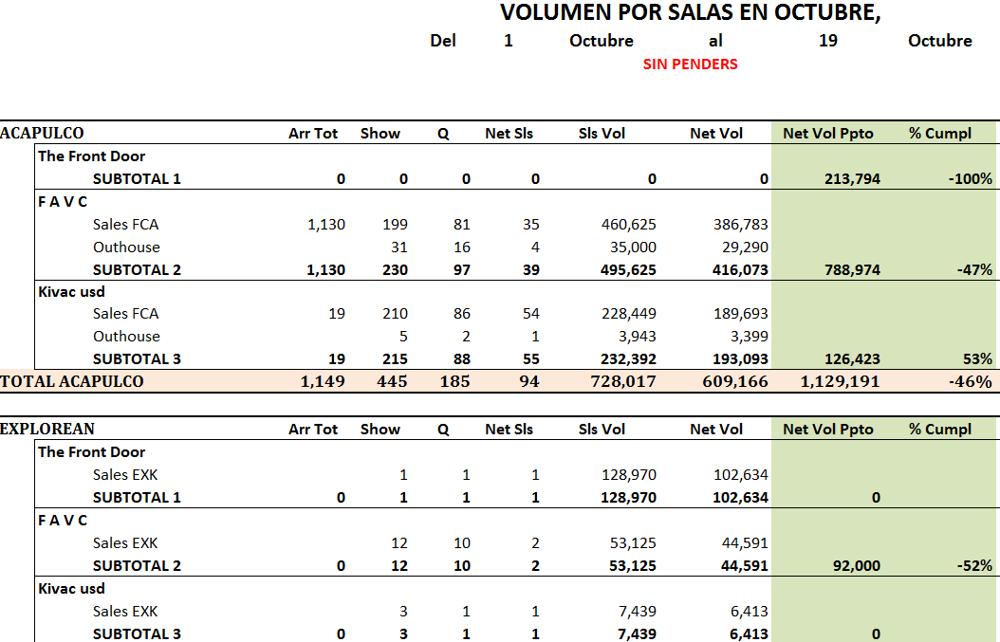 VOLUMEN POR SALAS EN OCTUBRE,
Del 1 Octubre al 19 Octubre
SIN PENDERS
ACAPULCO Arr Tot Show Q Net Sls Sls Vol Net Vol Net Vol Ppto % Cumpl
The Front Door
SUBTOTAL 1 0 0 0 0 0 0 213,794 -100%
F A V C
Sales FCA 1,130 199 81 35 460,625 386,783
Outhouse 31 16 4 35,000 29,290
SUBTOTAL 2 1,130 230 97 39 495,625 416,073 788,974 -47%
Kivac usd
Sales FCA 19 210 86 54 228,449 189,693
Outhouse 5 2 1 3,943 3,399
SUBTOTAL 3 19 215 88 55 232,392 193,093 126,423 53%
TOTAL ACAPULCO 1,149 445 185 94 728,017 609,166 1,129,191 -46%
EXPLOREAN Arr Tot Show Q Net Sls Sls Vol Net Vol Net Vol Ppto % Cumpl
The Front Door
Sales EXK 1 1 1 128,970 102,634
SUBTOTAL 1 0 1 1 1 128,970 102,634 0
F A V C
Sales EXK 12 10 2 53,125 44,591
SUBTOTAL 2 0 12 10 2 53,125 44,591 92,000 -52%
Kivac usd
Sales EXK 3 1 1 7,439 6,413
SUBTOTAL 3 0 3 1 1 7,439 6,413 0